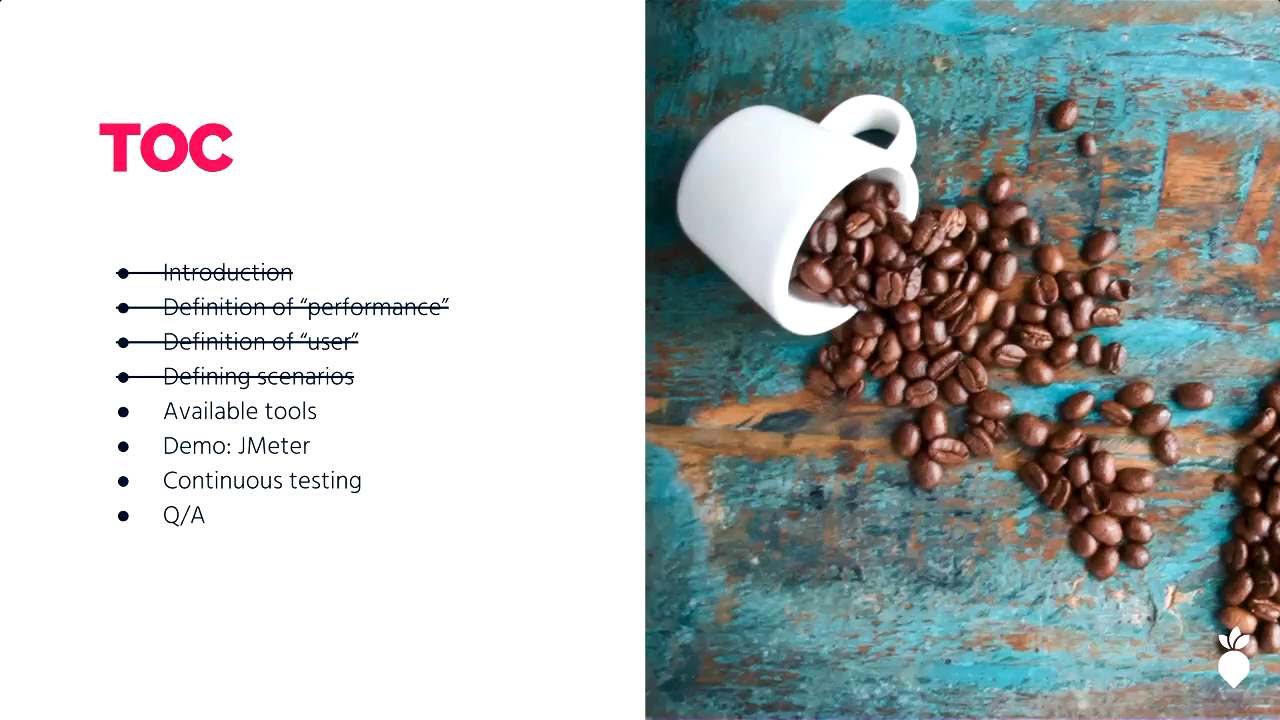 TOC
Introduction
Definition of “performance”
Definition of “user”
Defining scenarios
Available tools
Demo: JMeter
Continuous testing
Q/A